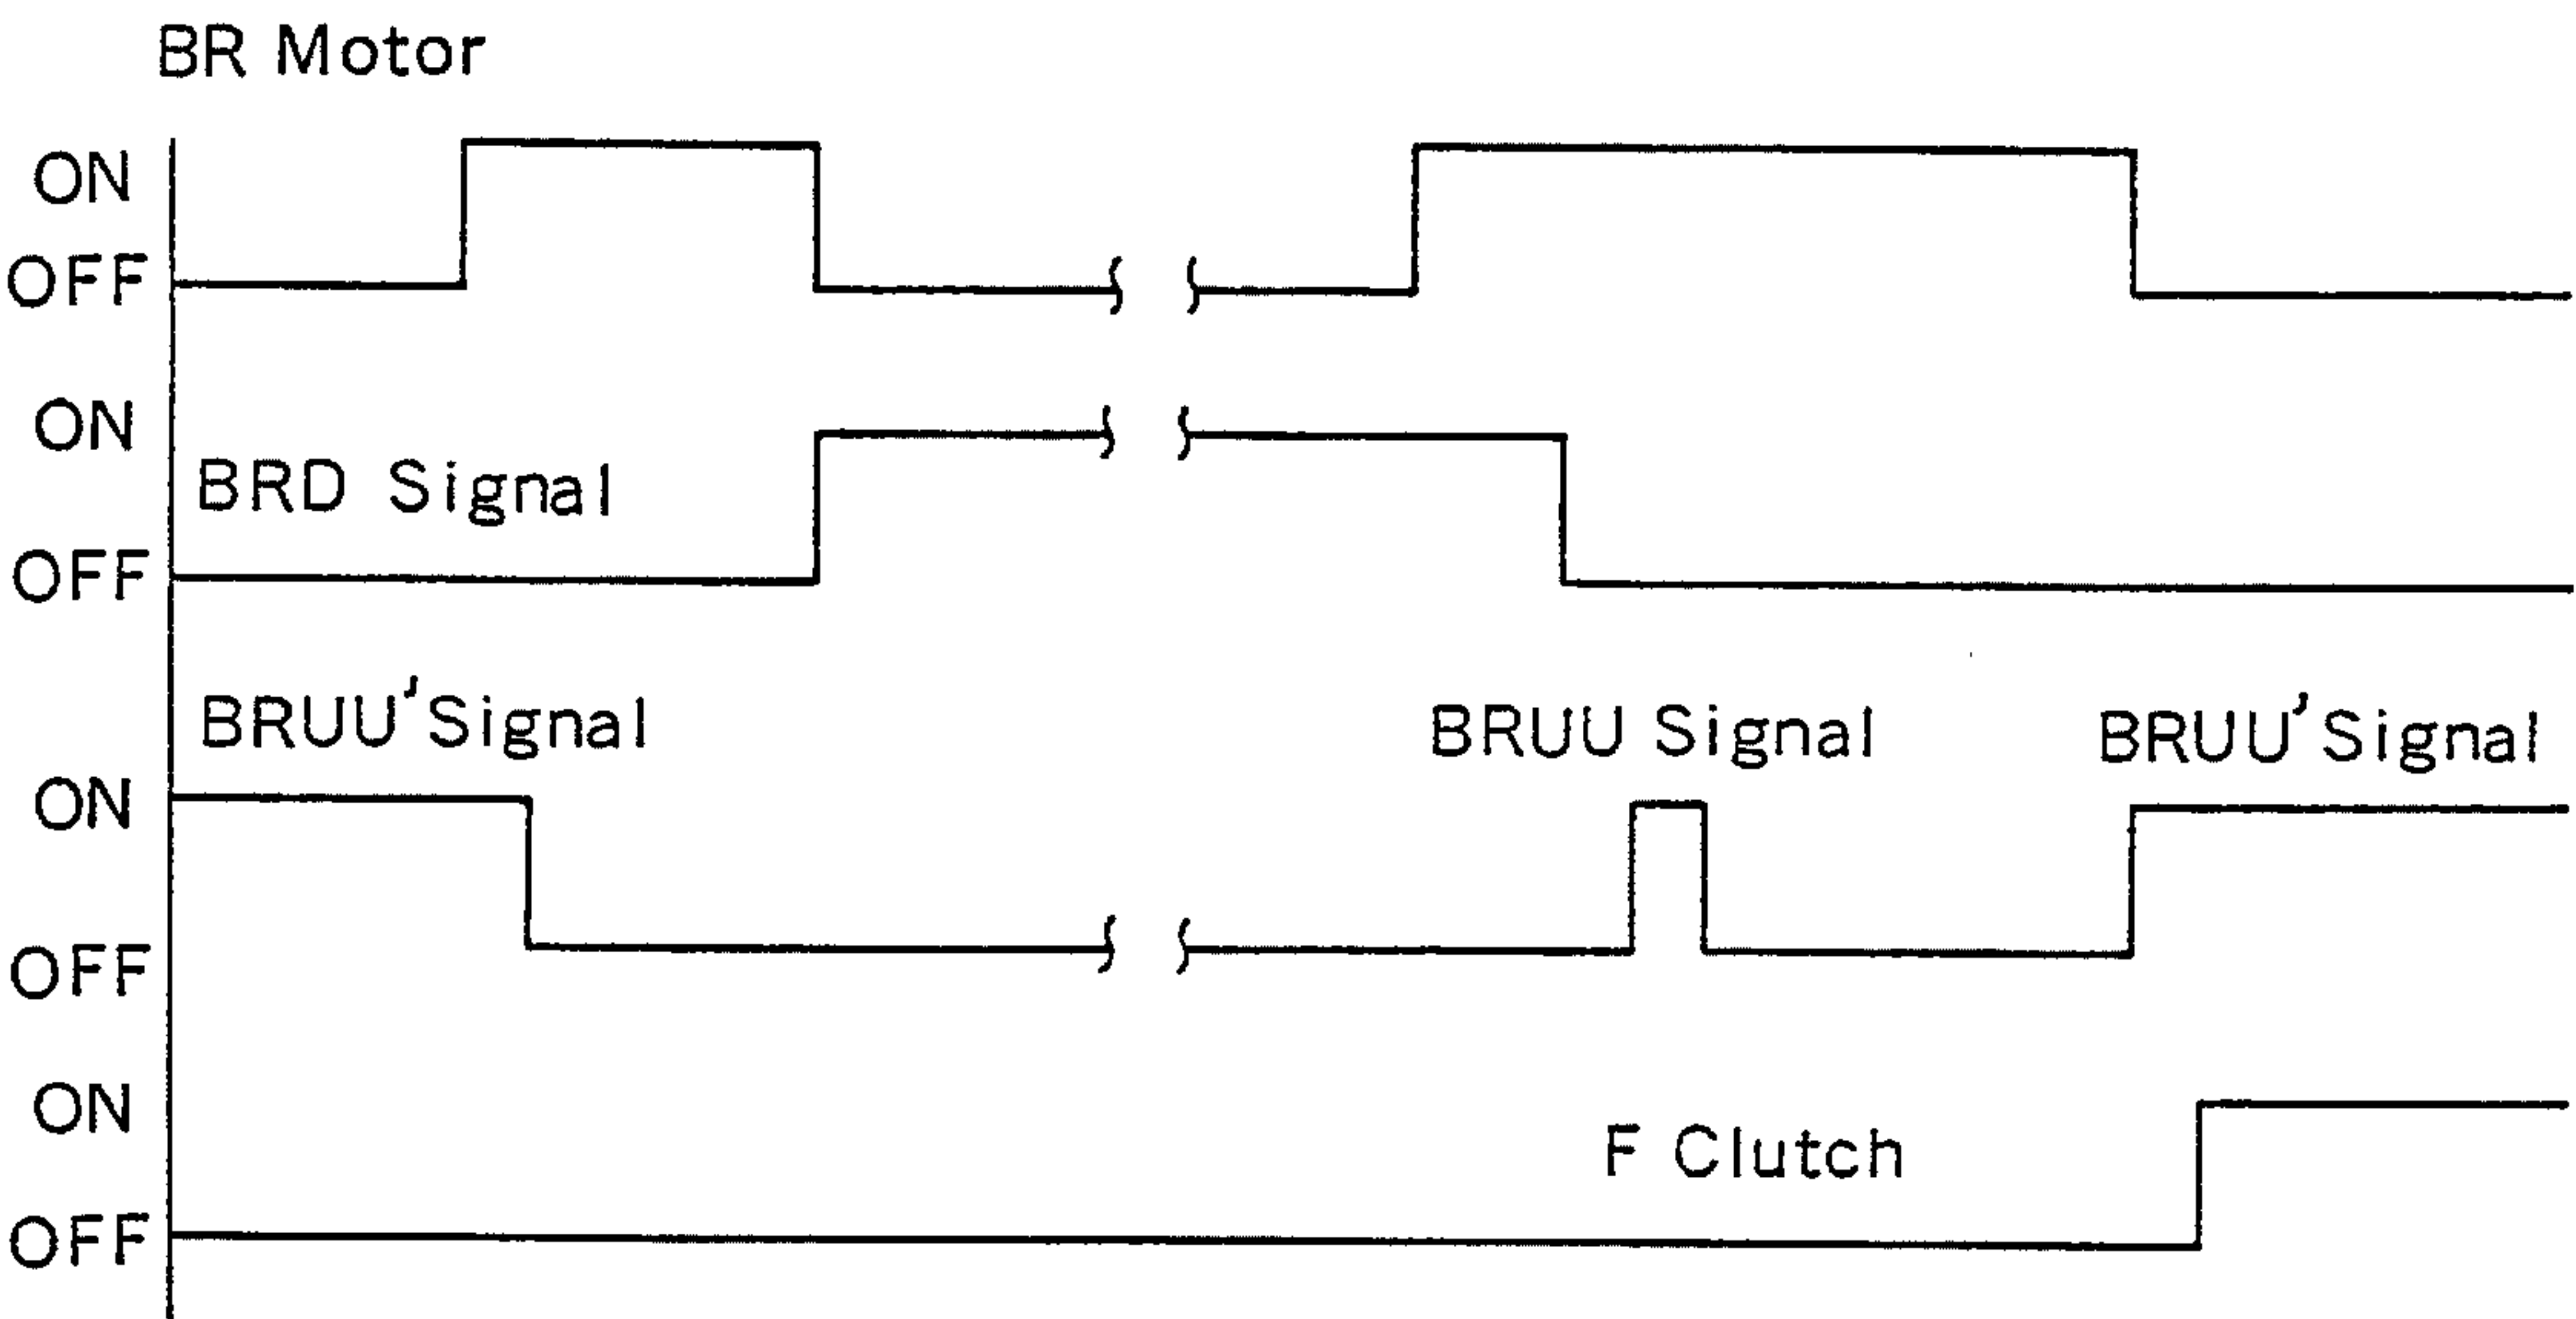 BR Motor
ON
OFF
ON
BRD Signal
OFF
BRUU' Signal
BRUU Signal
BRUU' Signal
ON
OFF
ON
F Clutch
OFF